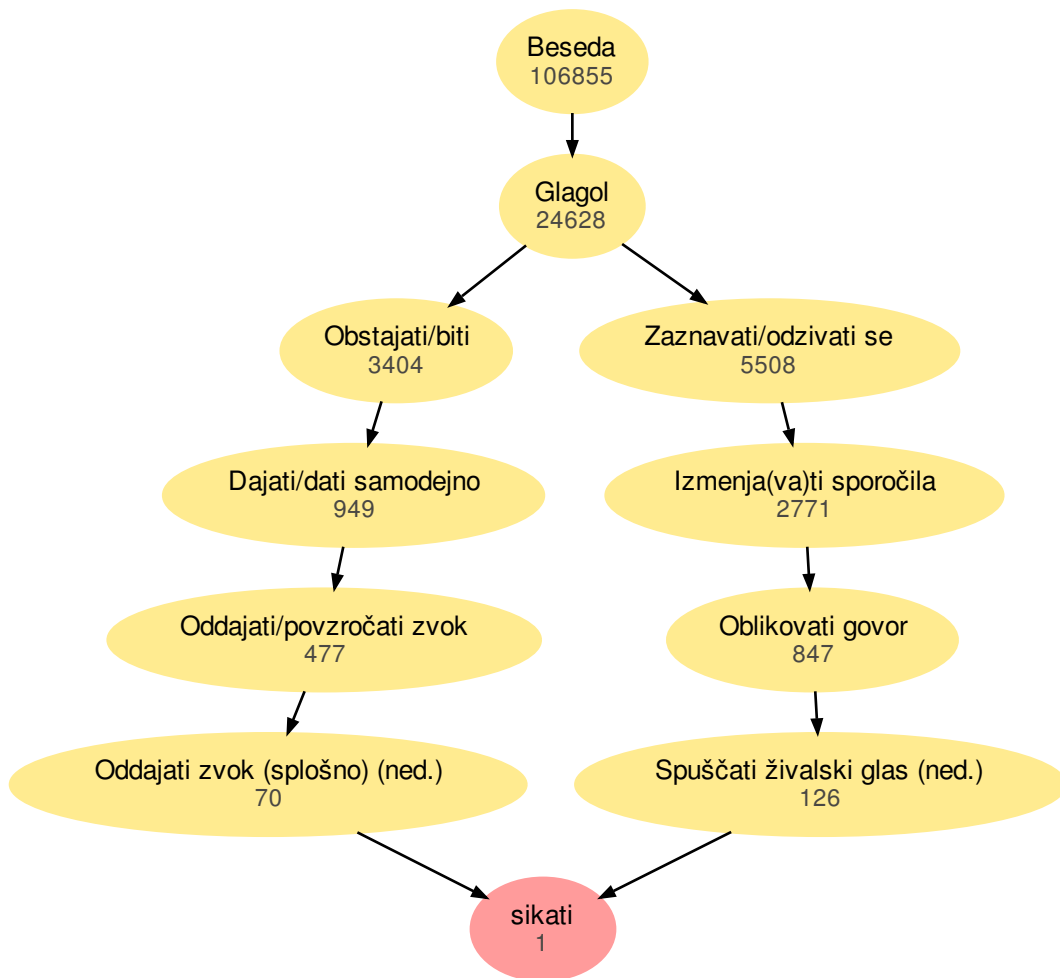 Beseda
106855
Glagol
24628
Obstajati/biti
3404
Zaznavati/odzivati se
5508
Dajati/dati samodejno
949
Izmenja(va)ti sporočila
2771
Oddajati/povzročati zvok
477
Oblikovati govor
847
Oddajati zvok (splošno) (ned.)
70
Spuščati živalski glas (ned.)
126
sikati
1